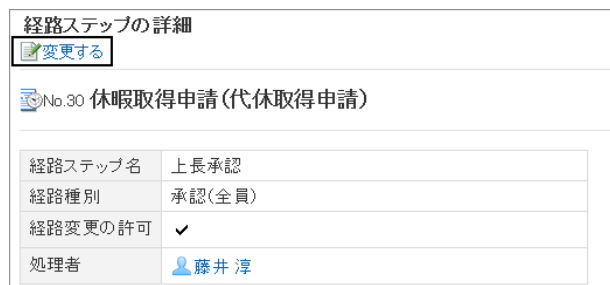 経路ステップの詳細
変更する
No.30 休暇取得申請(代休取得申請)
経路ステップ名 上長承認
経路種別 承認(全員)
経路変更の許可 ✔
処理者 藤井 淳